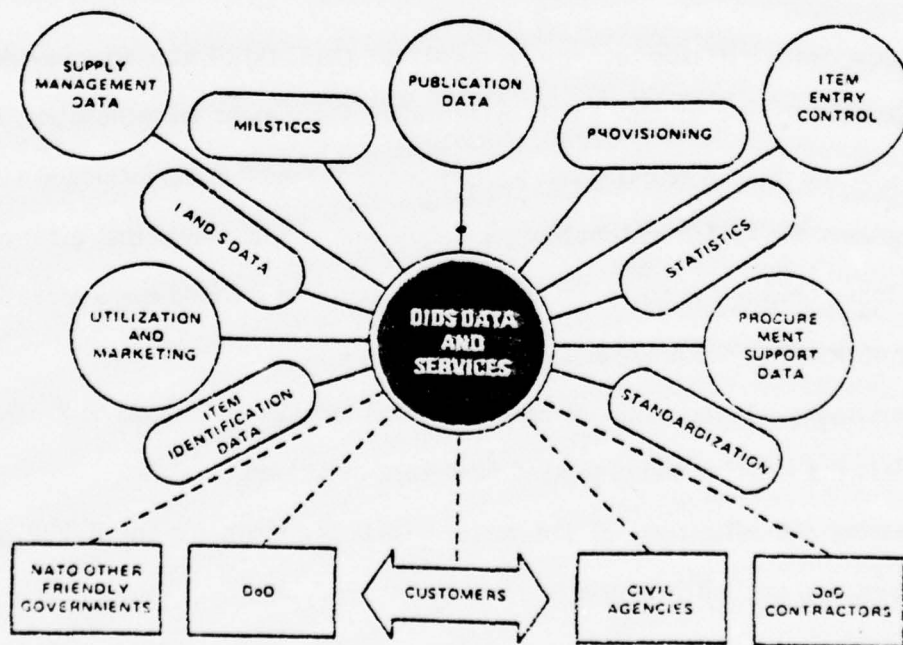 SUPPLY
MANAGEMENT
DATA
MILSTICCS
PUBLICATION
DATA
PROVISIONING
ITEM
ENTRY
CONTROL
I AND S DATA
STATISTICS
UTILIZATION
AND
MARKETING
DIDS DATA
AND
SERVICES
PROCURE
MENT
SUPPORT
DATA
ITEM
IDENTIFICATION
DATA
STANDARDIZATION
NATO OTHER
FRIENDLY
GOVERNMENTS
DoD
CUSTOMERS
CIVIL
AGENCIES
DoD
CONTRACTORS